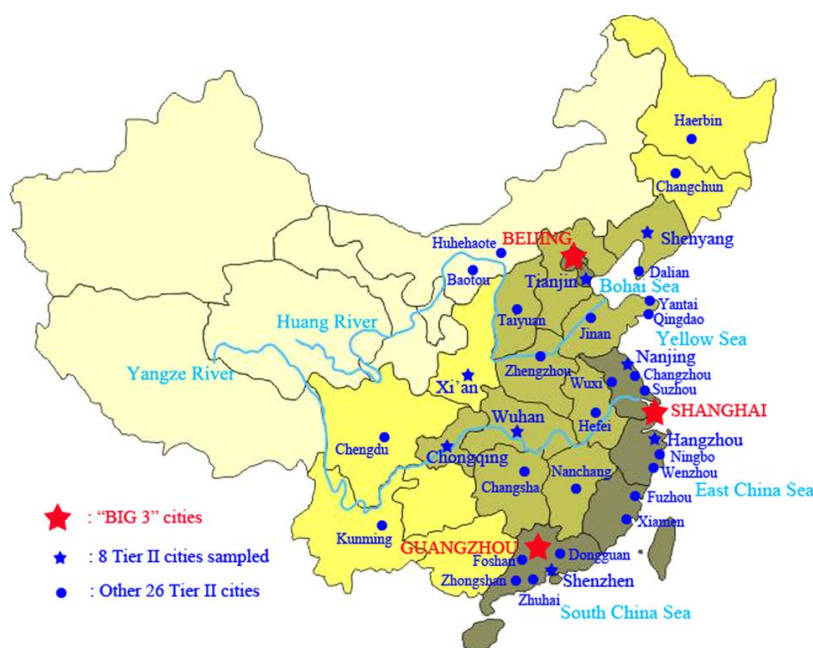 Haerbin
Changchun
Huhehaote
BEIJING
Shenyang
Baotou
Tianjin
Dalian
Bohai Sea
Yantai
Huang River
Taiyuan
Jinan
Qingdao
Yellow Sea
Zhengzhou
Nanjing
Yangze River
Xi'an
Wuxi
Changzhou
Suzhou
Wuhan
SHANGHAI
Hefei
Chengdu
Chongqing
Hangzhou
Ningbo
Wenzhou
Changsha
Nanchang
East China Sea
Fuzhou
: "BIG 3" cities
Kunming
Xiamen
GUANGZHOU
: 8 Tier II cities sampled
Foshan
Dongguan
Zhongshan
Shenzhen
: Other 26 Tier II cities
Zhuhai
South China Sea